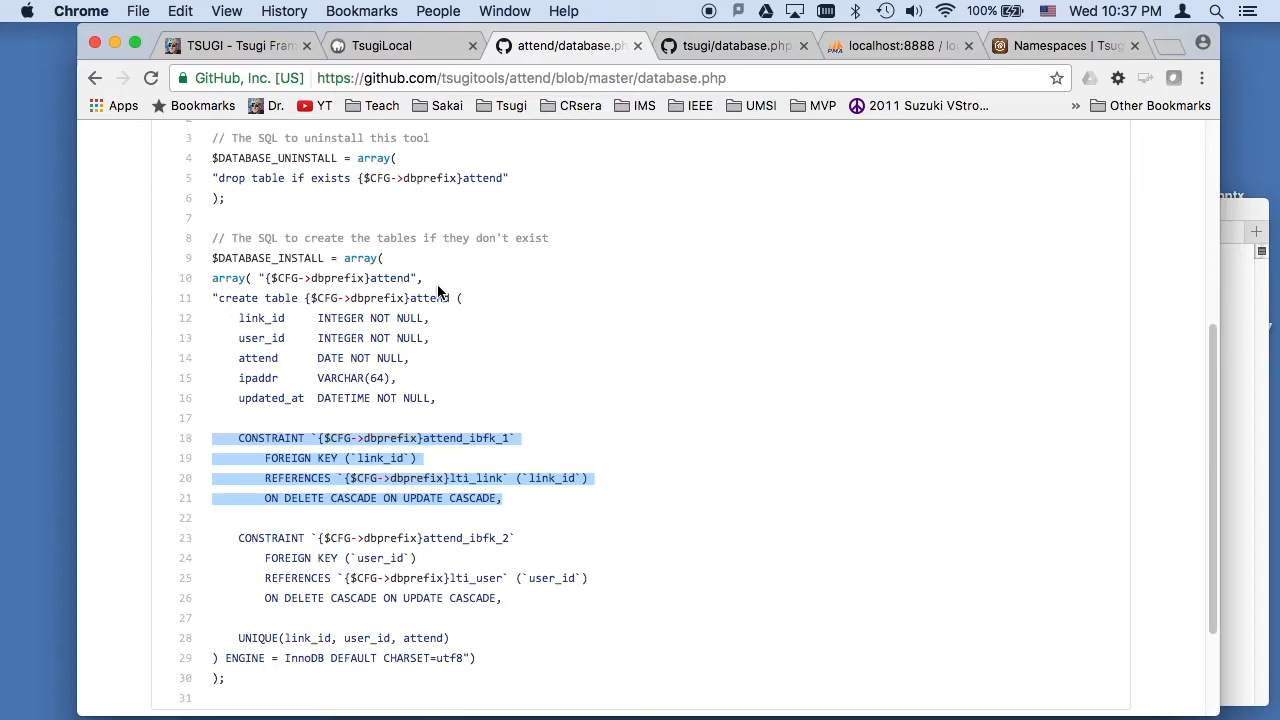 Chrome File Edit View History Bookmarks People Window Help 100% Wed 10:37 PM
TSUGI - Tsugi Fram
TsugiLocal
attend/database.ph
tsugi/database.php
localhost:8888 / lo
Namespaces | Tsug
GitHub, Inc. [US] https://github.com/tsugitools/attend/blob/master/database.php
Apps Bookmarks Dr. YT Teach Sakai Tsugi CRsera IMS IEEE UMSI MVP 2011 Suzuki VStro... » Other Bookmarks
2
3 // The SQL to uninstall this tool
4 $DATABASE_UNINSTALL = array(
5 "drop table if exists {$CFG->dbprefix}attend"
6 );
7
8 // The SQL to create the tables if they don't exist
9 $DATABASE_INSTALL = array(
10 array( "{$CFG->dbprefix}attend",
11 "create table {$CFG->dbprefix}attend (
12 link_id INTEGER NOT NULL,
13 user_id INTEGER NOT NULL,
14 attend DATE NOT NULL,
15 ipaddr VARCHAR(64),
16 updated_at DATETIME NOT NULL,
17
18 CONSTRAINT `{$CFG->dbprefix}attend_ibfk_1`
19 FOREIGN KEY (`link_id`)
20 REFERENCES `{$CFG->dbprefix}lti_link` (`link_id`)
21 ON DELETE CASCADE ON UPDATE CASCADE,
22
23 CONSTRAINT `{$CFG->dbprefix}attend_ibfk_2`
24 FOREIGN KEY (`user_id`)
25 REFERENCES `{$CFG->dbprefix}lti_user` (`user_id`)
26 ON DELETE CASCADE ON UPDATE CASCADE,
27
28 UNIQUE(link_id, user_id, attend)
29 ) ENGINE = InnoDB DEFAULT CHARSET=utf8")
30 );
31